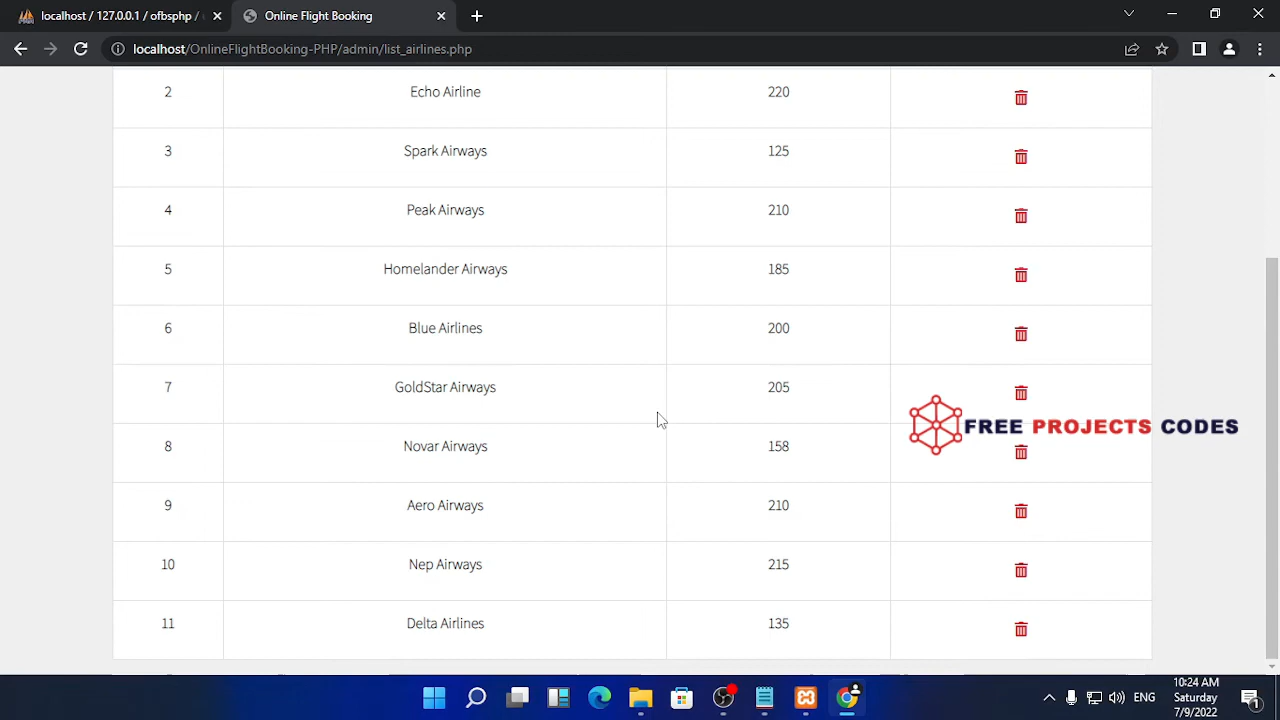 localhost / 127.0.0.1 / ofbsphp /
Online Flight Booking
localhost/OnlineFlightBooking-PHP/admin/list_airlines.php
2 Echo Airline 220
3 Spark Airways 125
4 Peak Airways 210
5 Homelander Airways 185
6 Blue Airlines 200
7 GoldStar Airways 205
FREE PROJECTS CODES
8 Novar Airways 158
9 Aero Airways 210
10 Nep Airways 215
11 Delta Airlines 135
ENG
10:24 AM
Saturday
7/9/2022
1